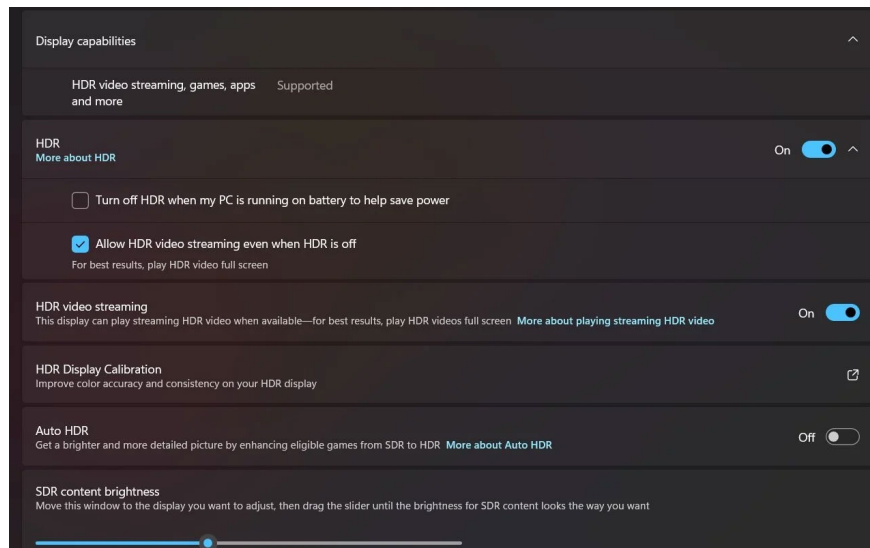 Display capabilities
HDR video streaming, games, apps Supported
and more
HDR
More about HDR
On
Turn off HDR when my PC is running on battery to help save power
Allow HDR video streaming even when HDR is off
For best results, play HDR video full screen
HDR video streaming
This display can play streaming HDR video when available—for best results, play HDR videos full screen More about playing streaming HDR video
On
HDR Display Calibration
Improve color accuracy and consistency on your HDR display
Auto HDR
Get a brighter and more detailed picture by enhancing eligible games from SDR to HDR More about Auto HDR
Off
SDR content brightness
Move this window to the display you want to adjust, then drag the slider until the brightness for SDR content looks the way you want